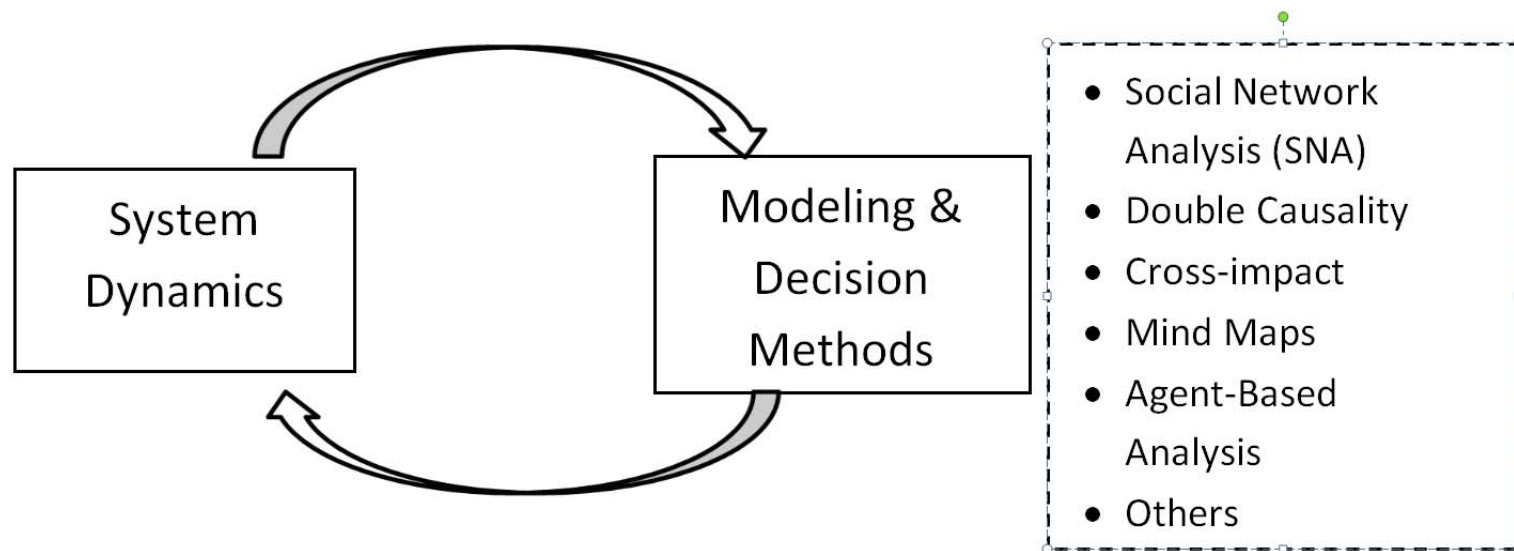 System
Dynamics
Modeling &
Decision
Methods
• Social Network
Analysis (SNA)
• Double Causality
• Cross-impact
• Mind Maps
• Agent-Based
Analysis
• Others